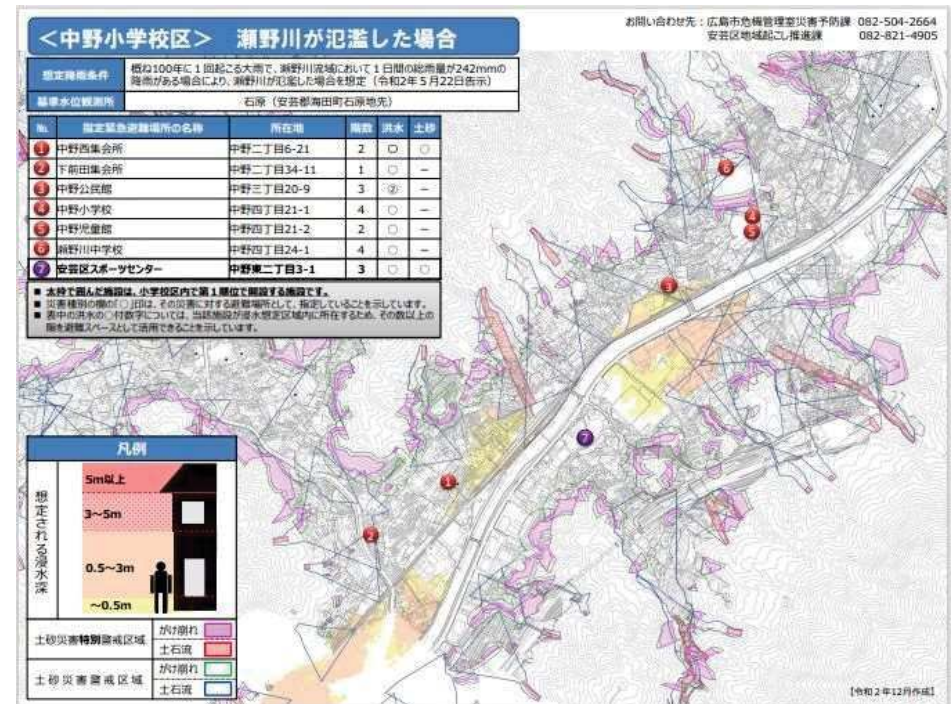 お問い合わせ先：広島市危機管理室災害予防課 082-504-2664
安芸区地域起こし推進課 082-821-4905
＜中野小学校区＞ 瀬野川が氾濫した場合
想定降雨条件 概ね100年に１回起こる大雨で、瀬野川流域において１日間の総雨量が242mmの
降雨がある場合により、瀬野川が氾濫した場合を想定（令和2年５月22日告示）
基準水位観測所 石原（安芸郡海田町石原地先）
No. 指定緊急避難場所の名称 所在地 階数 洪水 土砂
1 中野西集会所 中野二丁目6-21 2 ○ ○
2 下前田集会所 中野二丁目34-11 1 ○ −
3 中野公民館 中野三丁目20-9 3 ② −
4 中野小学校 中野四丁目21-1 4 ○ −
5 中野児童館 中野四丁目21-2 2 ○ −
6 瀬野川中学校 中野四丁目24-1 4 ○ −
7 安芸区スポーツセンター 中野東二丁目3-1 3 ○ ○
■ 太枠で囲んだ施設は、小学校区内で第１順位で開設する施設です。
■ 災害種別の欄の「○」印は、その災害に対する避難場所として、指定していることを示しています。
■ 表中の洪水の○付数字については、当該施設が浸水想定区域内に所在するため、その数以上の
階を避難スペースとして活用できることを示しています。
6
4
5
3
7
1
2
凡例
想定される浸水深
5m以上
3～5m
0.5～3m
～0.5m
土砂災害特別警戒区域 がけ崩れ
土石流
土砂災害警戒区域 がけ崩れ
土石流
【令和２年12月作成】